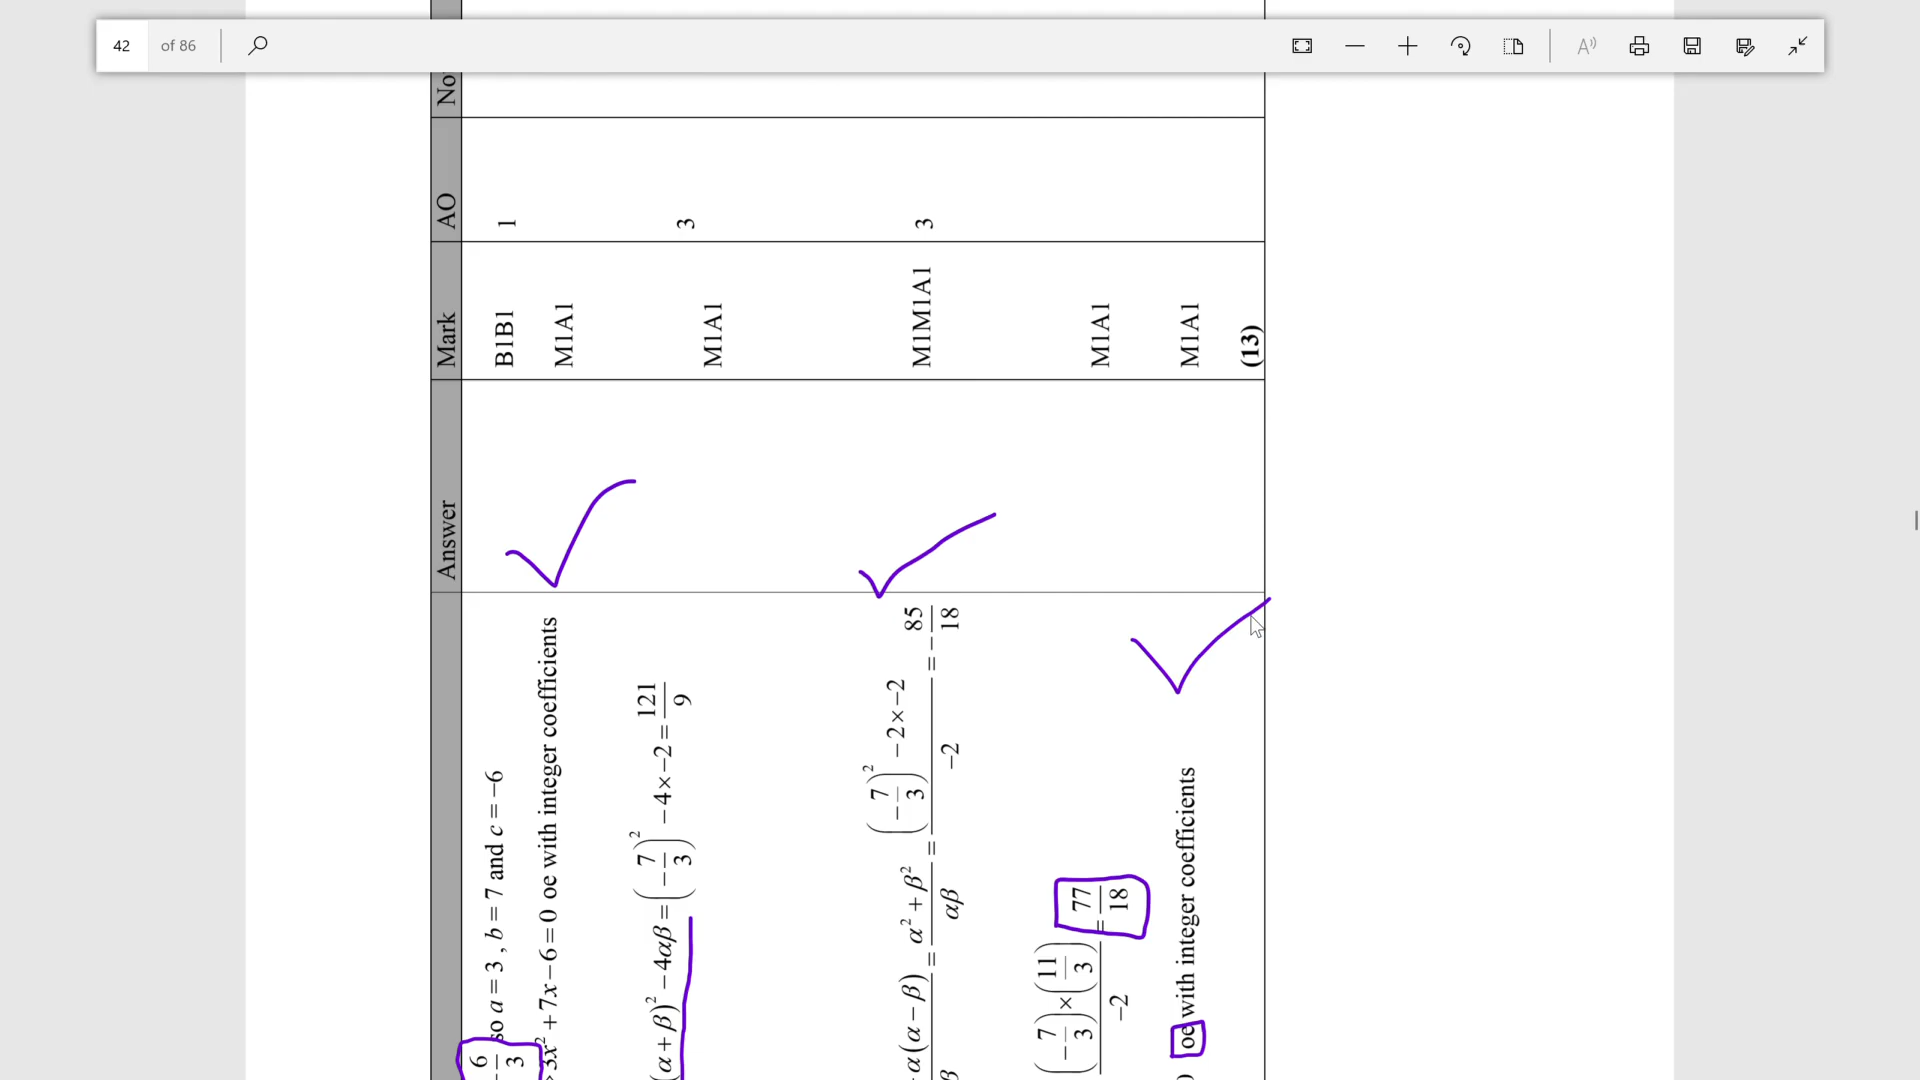 42 of 86
Answer Mark AO No
6/3 so a = 3 , b = 7 and c = −6 B1B1 1
3x² + 7x − 6 = 0 oe with integer coefficients M1A1
(α + β)² − 4αβ = (−7/3)² − 4 × −2 = 121/9 M1A1 3
α(α − β) = (α² + β²)/αβ = ((−7/3)² − 2 × −2)/−2 = −85/18 M1M1A1 3
β
((−7/3) × (11/3))/−2 = 77/18 M1A1
) oe with integer coefficients M1A1
(13)